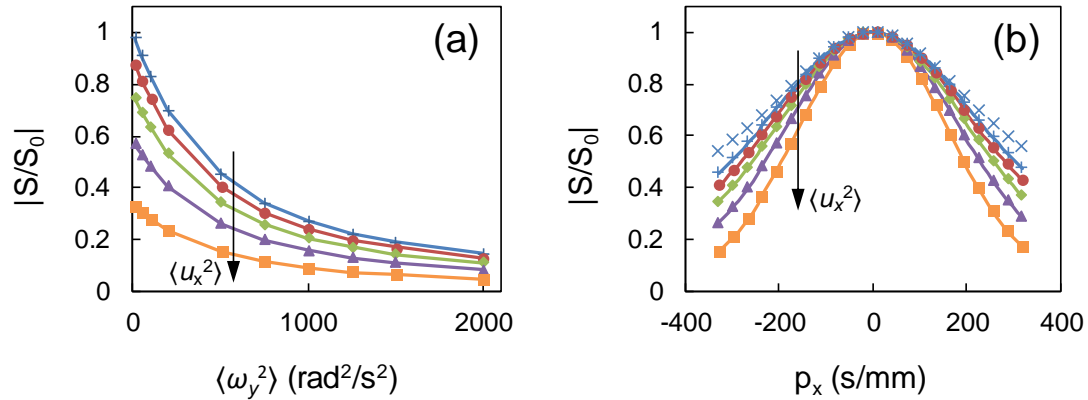 (a)
1
0.8
0.6
0.4
0.2
0
|S/S₀|
⟨uₓ²⟩
0 1000 2000
⟨ω_y²⟩ (rad²/s²)
(b)
1
0.8
0.6
0.4
0.2
0
|S/S₀|
⟨uₓ²⟩
-400 -200 0 200 400
pₓ (s/mm)